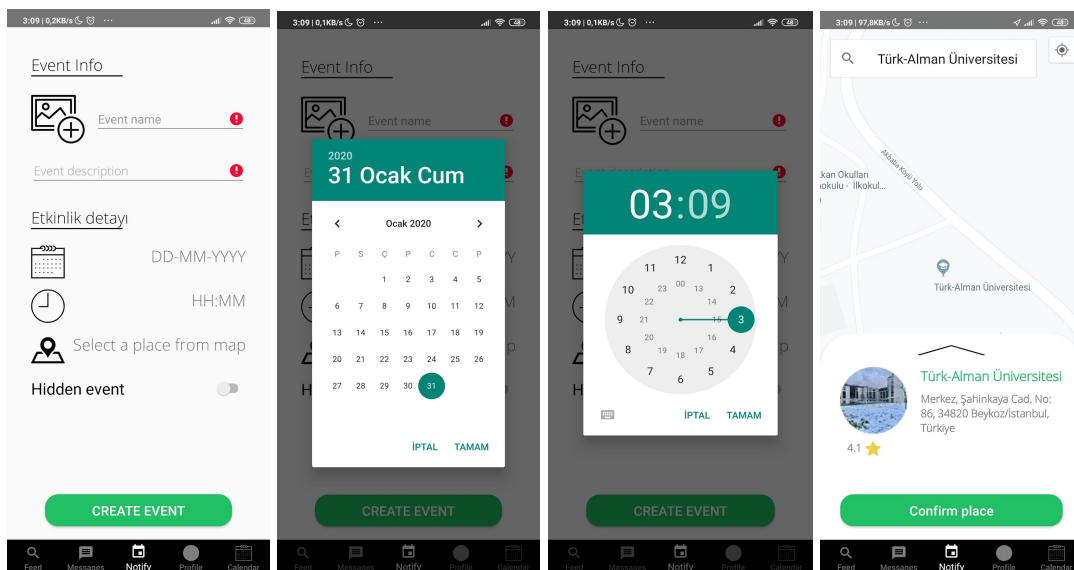 3:09 | 0,2KB/s ··· 48
Event Info
Event name
Event description
Etkinlik detayı
DD-MM-YYYY
HH:MM
Select a place from map
Hidden event
CREATE EVENT
Feed Messages Notify Profile Calendar
3:09 | 0,1KB/s ··· 48
Event Info
Event name
2020
31 Ocak Cum
Ocak 2020
P S Ç P C C P
1 2 3 4 5
6 7 8 9 10 11 12
13 14 15 16 17 18 19
20 21 22 23 24 25 26
27 28 29 30 31
İPTAL TAMAM
CREATE EVENT
Feed Messages Notify Profile Calendar
3:09 | 0,1KB/s ··· 48
Event Info
Event name
03:09
12
11 1
00
23 13
10 2
22 14
9 21 15 3
20 16
8 4
19 17
18
7 5
6
İPTAL TAMAM
CREATE EVENT
Feed Messages Notify Profile Calendar
3:09 | 97,8KB/s ··· 48
Türk-Alman Üniversitesi
Akbaba Köyü Yolu
kan Okulları
okulu - İlkokul...
Türk-Alman Üniversitesi
Türk-Alman Üniversitesi
Merkez, Şahinkaya Cad. No:
86, 34820 Beykoz/İstanbul,
Türkiye
4.1
Confirm place
Feed Messages Notify Profile Calendar